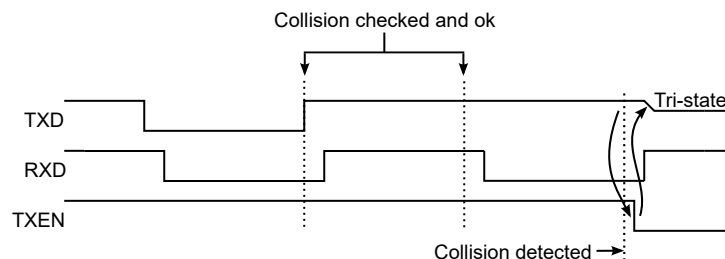 Collision checked and ok
Tri-state
TXD
RXD
TXEN
Collision detected